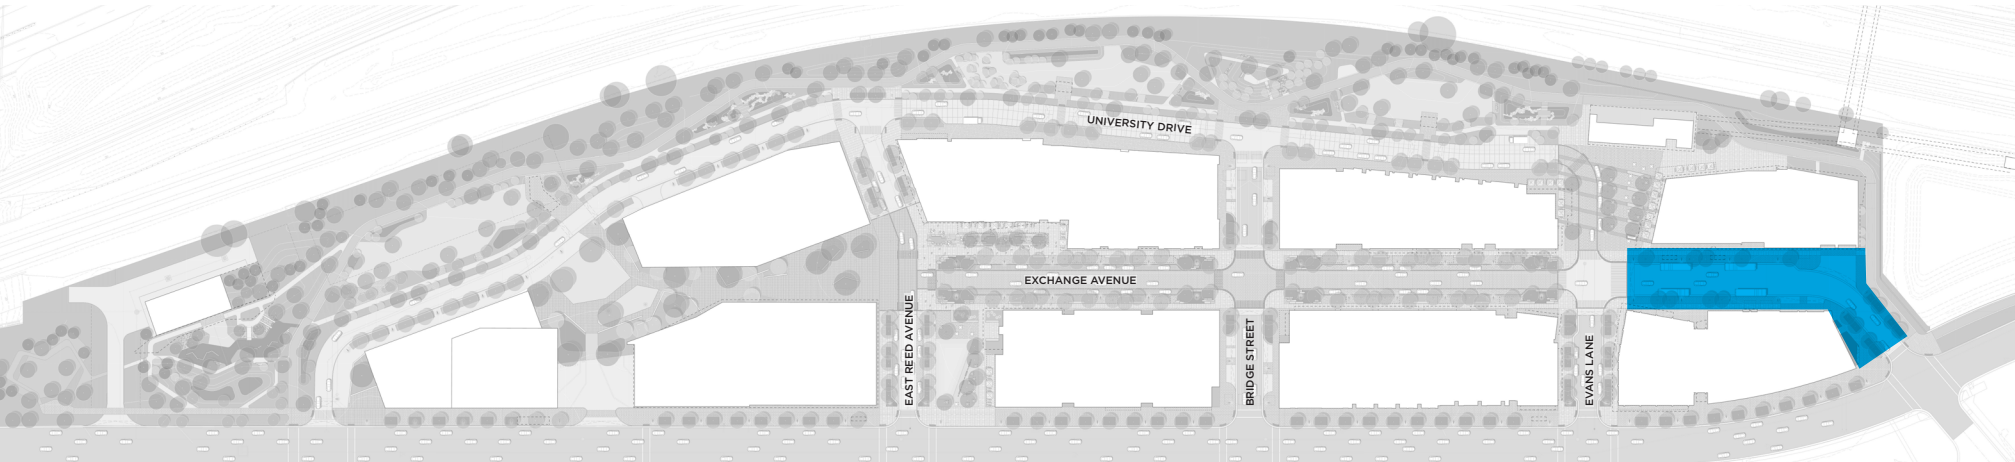 UNIVERSITY DRIVE
EXCHANGE AVENUE
EAST REED AVENUE
BRIDGE STREET
EVANS LANE